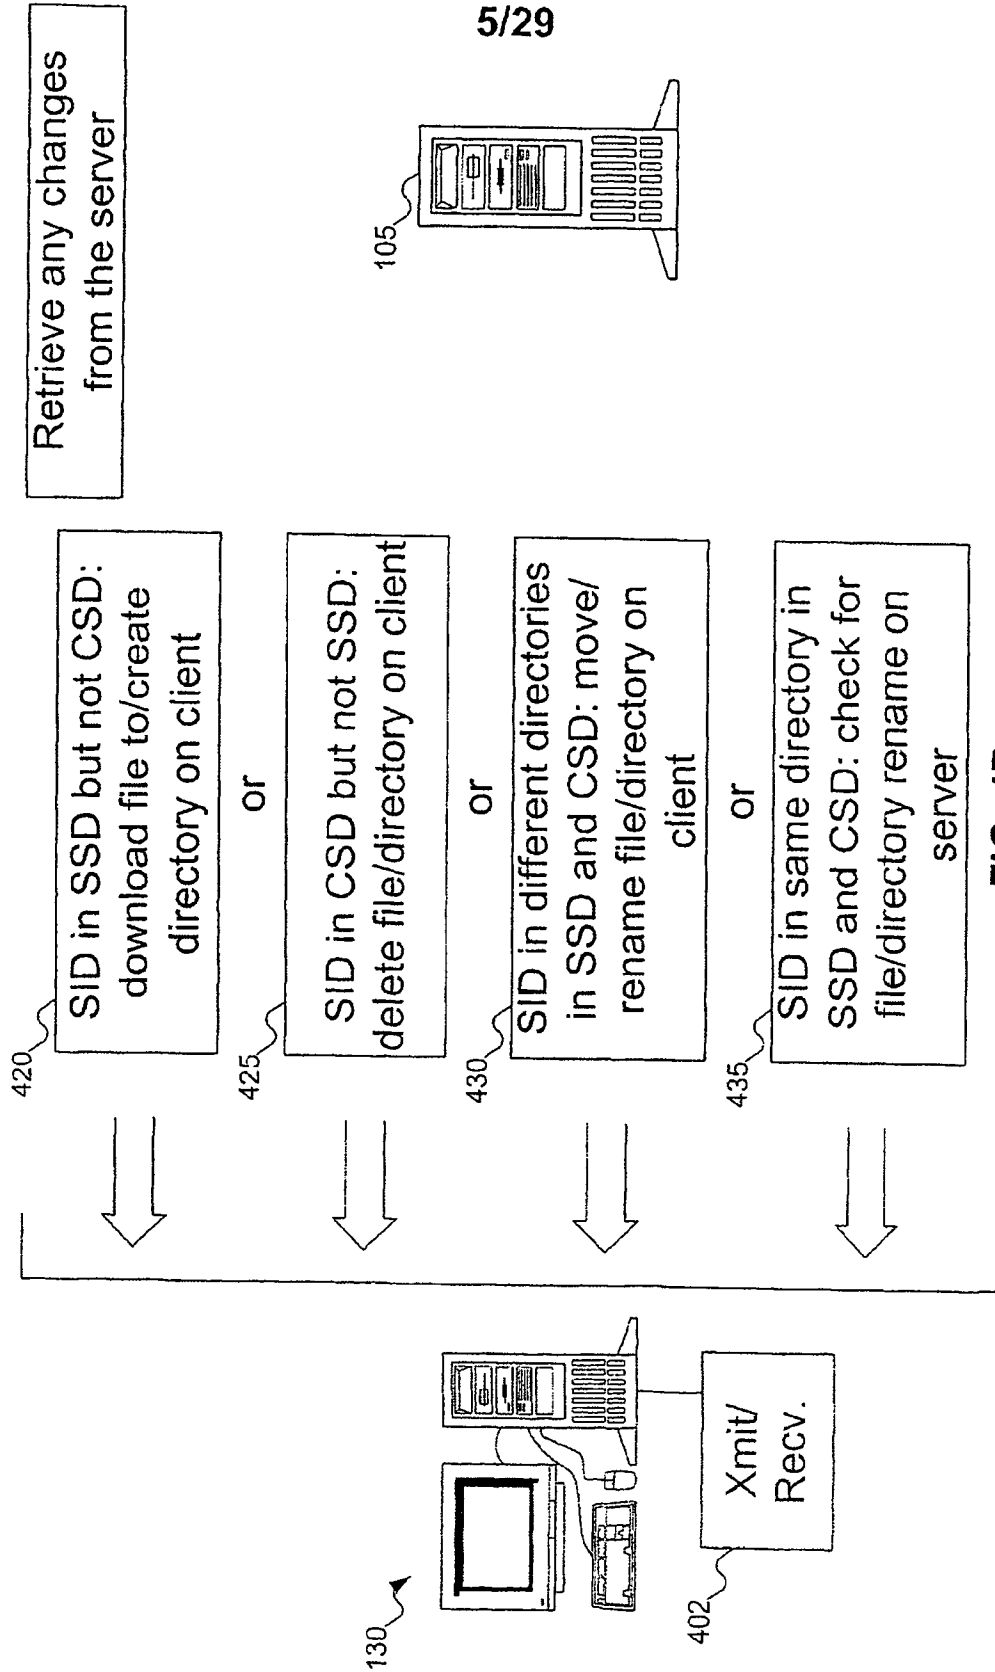 5/29
Retrieve any changes
from the server
105
420
SID in SSD but not CSD:
download file to/create
directory on client
or
425
SID in CSD but not SSD:
delete file/directory on client
or
430
SID in different directories
in SSD and CSD: move/
rename file/directory on
client
or
435
SID in same directory in
SSD and CSD: check for
file/directory rename on
server
130
402
Xmit/
Recv.